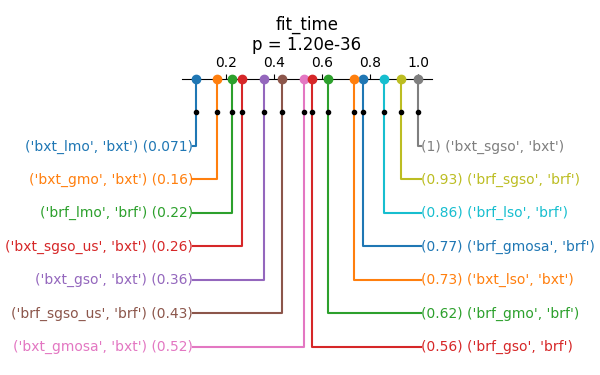 fit_time
p = 1.20e-36
0.2 0.4 0.6 0.8 1.0
('bxt_lmo', 'bxt') (0.071) (1) ('bxt_sgso', 'bxt')
('bxt_gmo', 'bxt') (0.16) (0.93) ('brf_sgso', 'brf')
('brf_lmo', 'brf') (0.22) (0.86) ('brf_lso', 'brf')
('bxt_sgso_us', 'bxt') (0.26) (0.77) ('brf_gmosa', 'brf')
('bxt_gso', 'bxt') (0.36) (0.73) ('bxt_lso', 'bxt')
('brf_sgso_us', 'brf') (0.43) (0.62) ('brf_gmo', 'brf')
('bxt_gmosa', 'bxt') (0.52) (0.56) ('brf_gso', 'brf')